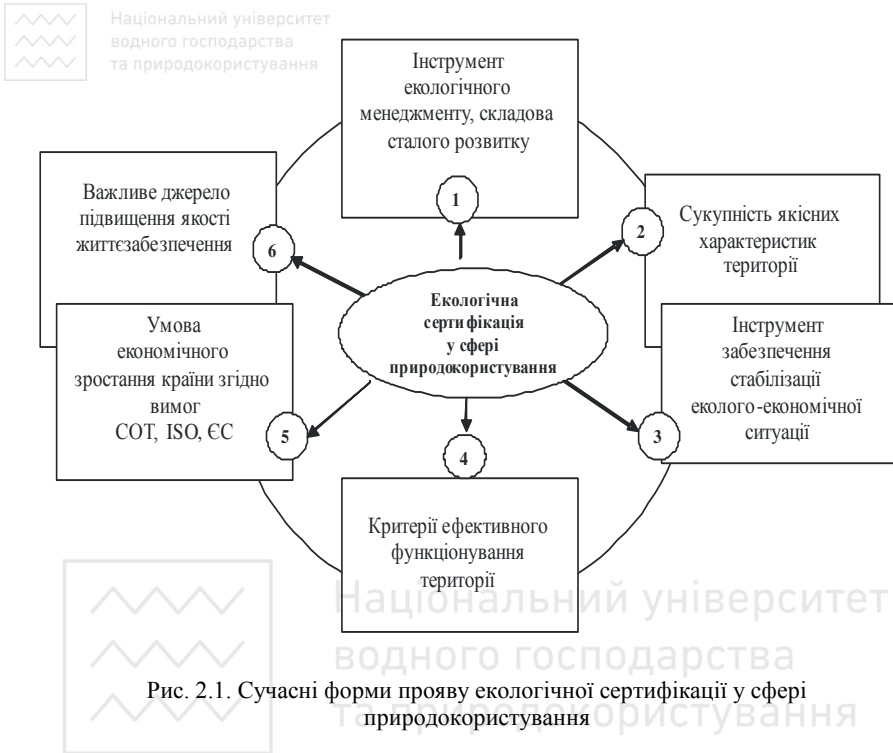 Національний університет
водного господарства
та природокористування
Інструмент
екологічного
менеджменту, складова
сталого розвитку
1
Важливе джерело
підвищення якості
життєзабезпечення
6
2
Сукупність якісних
характеристик
території
Екологічна
сертифікація
у сфері
природокористування
Умова
економічного
зростання країни згідно
вимог
СОТ, ISO, ЄС
5
Інструмент
забезпечення
стабілізації
еколого-економічної
ситуації
3
4
Критерії ефективного
функціонування
території
Національний університет
водного господарства
та природокористування
Рис. 2.1. Сучасні форми прояву екологічної сертифікації у сфері
природокористування